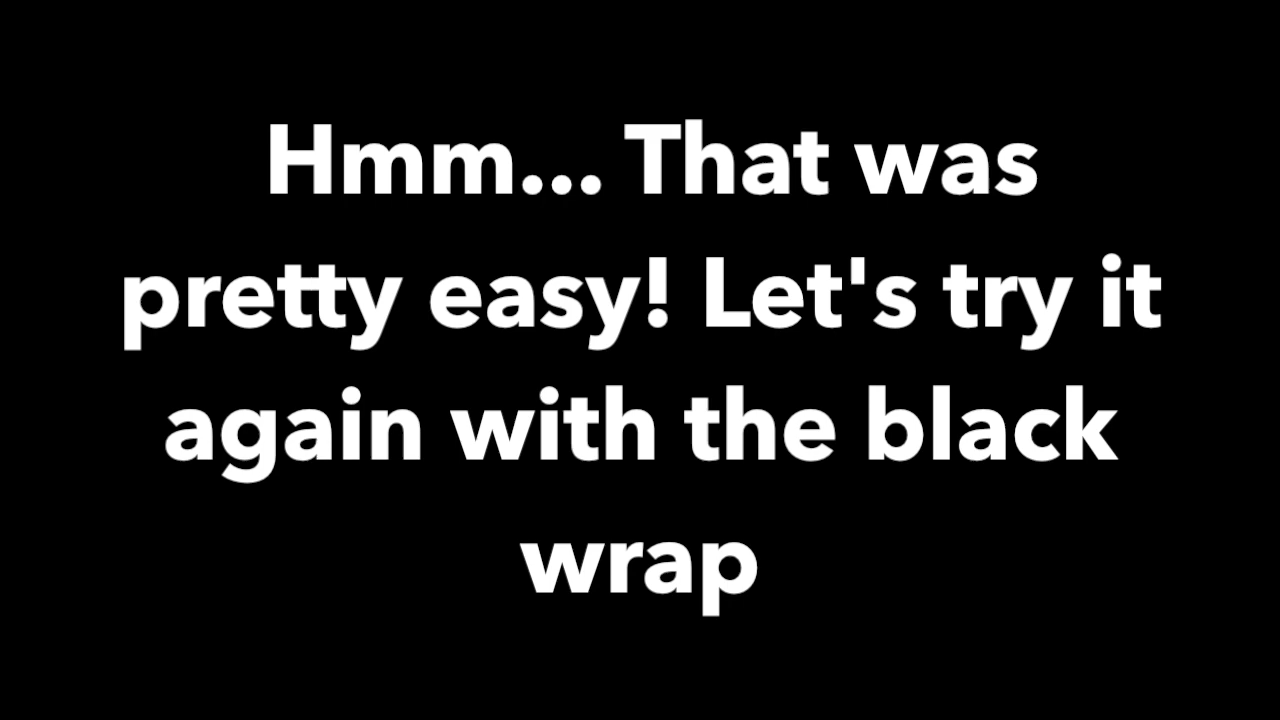 Hmm... That was
pretty easy! Let's try it
again with the black
wrap